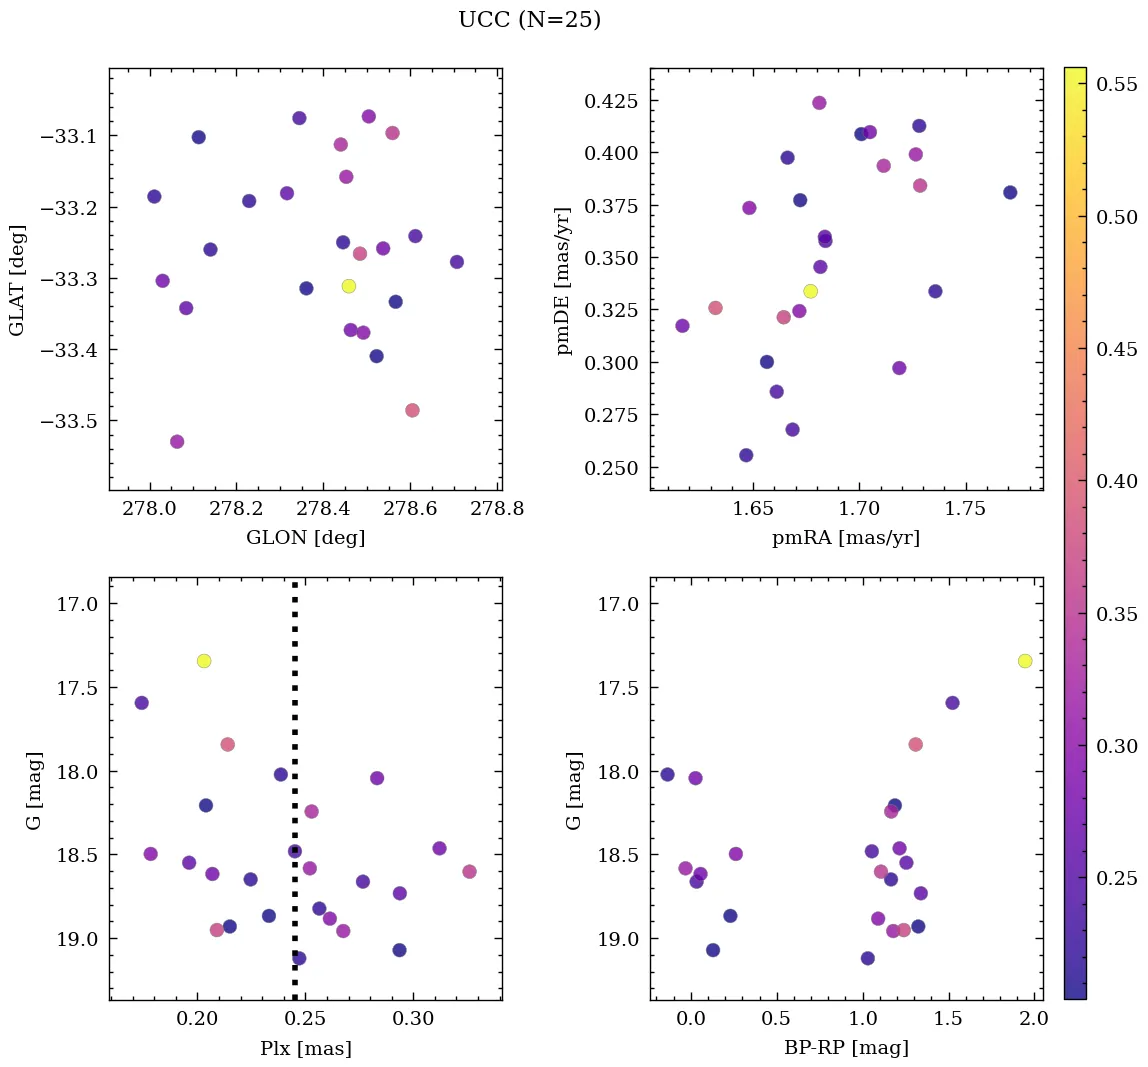 UCC (N=25)
−33.1
−33.2
−33.3
−33.4
−33.5
GLAT [deg]
278.0 278.2 278.4 278.6 278.8
GLON [deg]
0.425
0.400
0.375
0.350
0.325
0.300
0.275
0.250
pmDE [mas/yr]
1.65 1.70 1.75
pmRA [mas/yr]
17.0
17.5
18.0
18.5
19.0
G [mag]
0.20 0.25 0.30
Plx [mas]
17.0
17.5
18.0
18.5
19.0
G [mag]
0.0 0.5 1.0 1.5 2.0
BP-RP [mag]
0.55
0.50
0.45
0.40
0.35
0.30
0.25